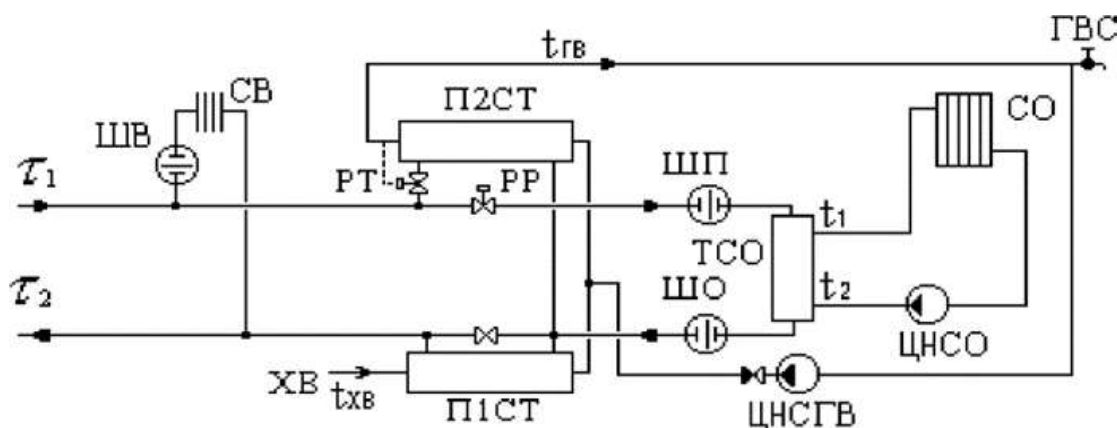 ГВС
tГВ
СВ
П2СТ
СО
ШВ
ШП
τ1
РТ
РР
t1
ТСО
τ2
ШО
t2
ЦНСО
ХВ
tХВ
П1СТ
ЦНСГВ